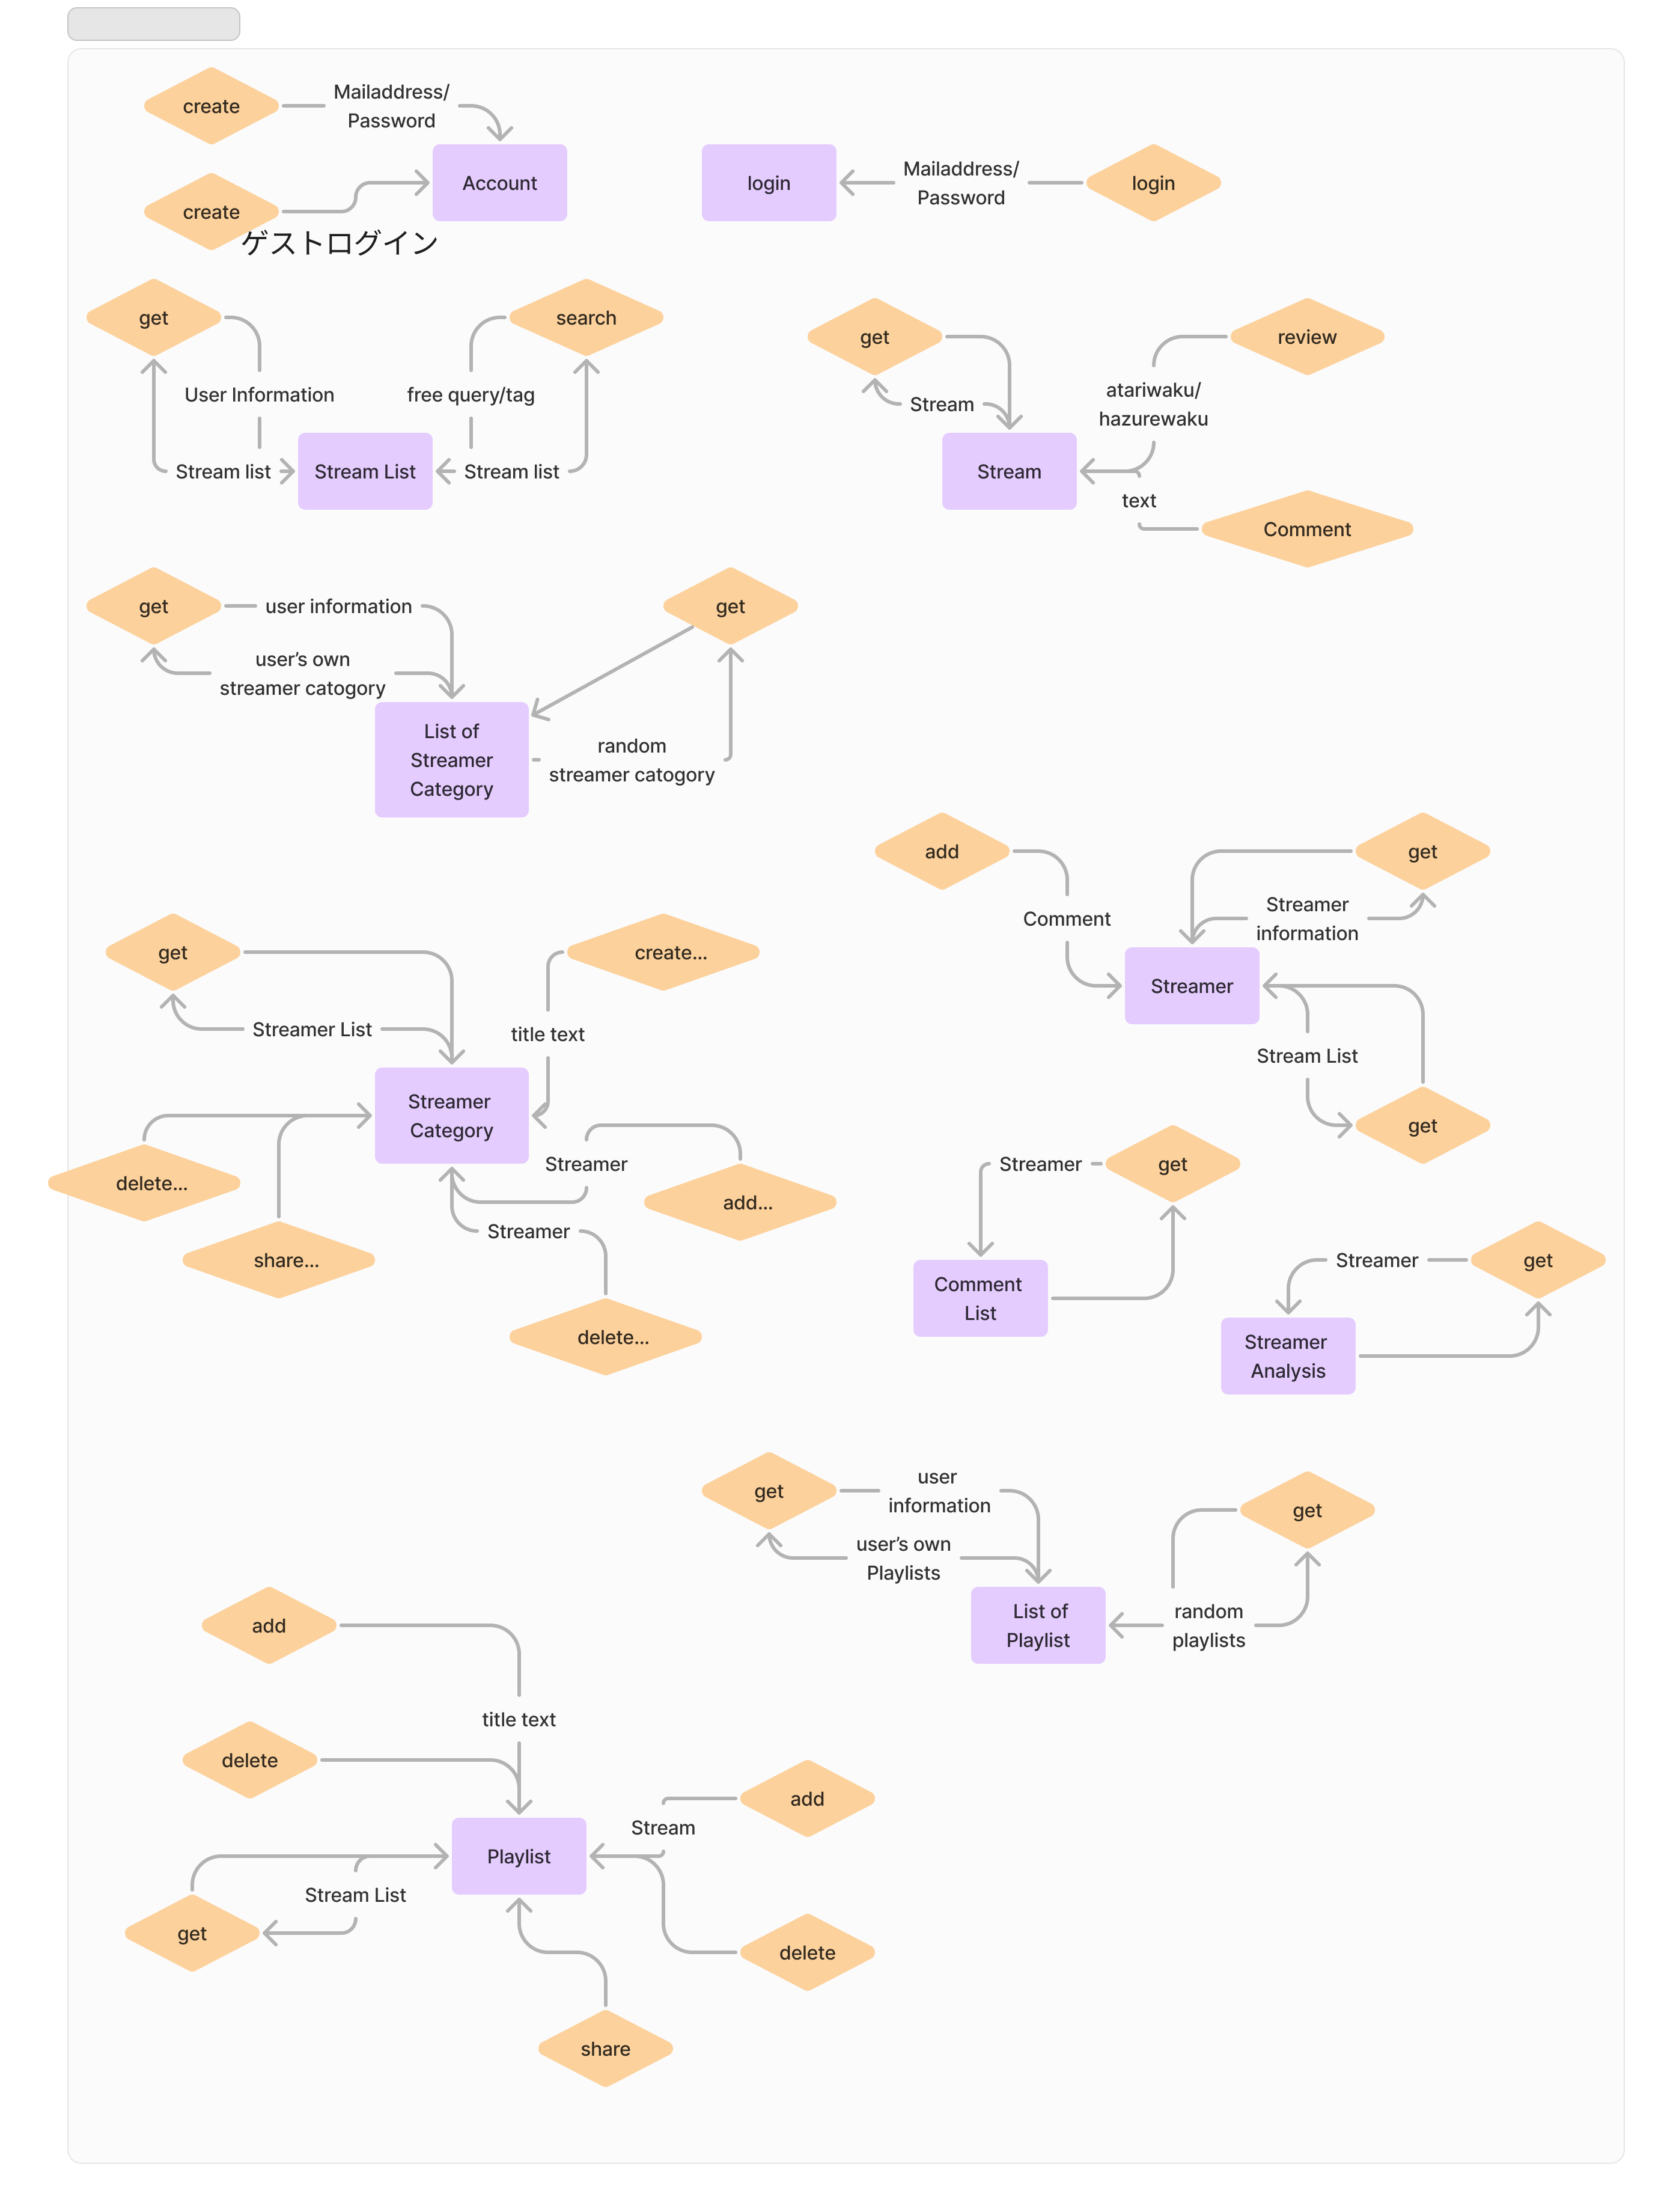 create
Mailaddress/
Password
Account
create
ゲストログイン
login
Mailaddress/
Password
login
get
User Information
Stream list
Stream List
search
free query/tag
Stream list
get
Stream
Stream
review
atariwaku/
hazurewaku
text
Comment
get
user information
user’s own
streamer catogory
List of
Streamer
Category
get
random
streamer catogory
add
Comment
get
Streamer
information
Streamer
Stream List
get
get
Streamer List
create...
title text
Streamer
Category
delete...
share...
Streamer
add...
Streamer
delete...
Streamer
get
Comment
List
Streamer
get
Streamer
Analysis
get
user
information
user’s own
Playlists
List of
Playlist
get
random
playlists
add
title text
delete
Playlist
Stream
add
Stream List
get
delete
share